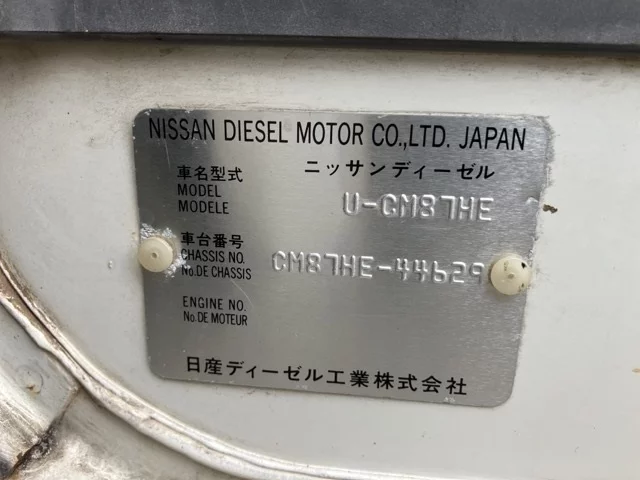 NISSAN DIESEL MOTOR CO.,LTD. JAPAN
ニッサンディーゼル
車名型式
MODEL
MODELE
U-CM87HE
車台番号
CHASSIS NO.
No.DE CHASSIS
CM87HE-44629
ENGINE NO.
No.DE MOTEUR
日産ディーゼル工業株式会社